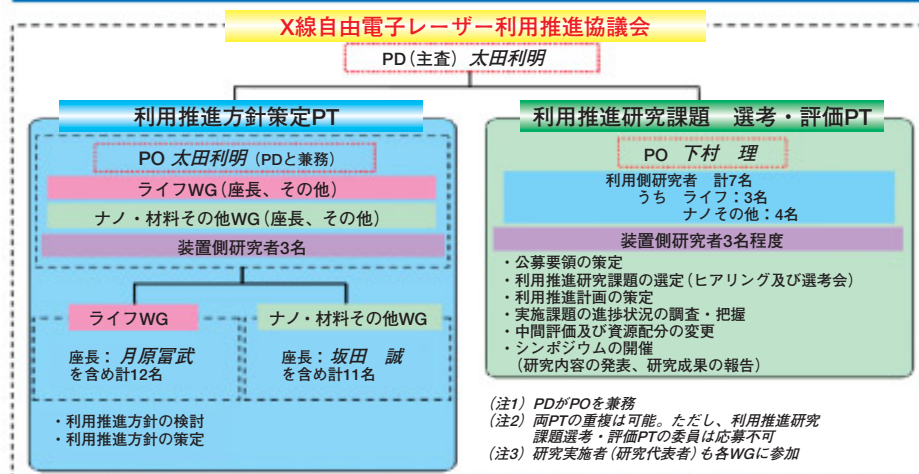 X線自由電子レーザー利用推進協議会
PD(主査) 太田利明
利用推進方針策定PT
PO 太田利明 (PDと兼務)
ライフWG(座長、その他)
ナノ・材料その他WG(座長、その他)
装置側研究者3名
ライフWG
座長：月原冨武
を含め計12名
ナノ・材料その他WG
座長：坂田 誠
を含め計11名
・利用推進方針の検討
・利用推進方針の策定
利用推進研究課題 選考・評価PT
PO 下村 理
利用側研究者 計7名
うち ライフ：3名
ナノその他：4名
装置側研究者3名程度
・公募要領の策定
・利用推進研究課題の選定(ヒアリング及び選考会)
・利用推進計画の策定
・実施課題の進捗状況の調査・把握
・中間評価及び資源配分の変更
・シンポジウムの開催
(研究内容の発表、研究成果の報告)
(注1) PDがPOを兼務
(注2) 両PTの重複は可能。ただし、利用推進研究
課題選考・評価PTの委員は応募不可
(注3) 研究実施者(研究代表者)も各WGに参加